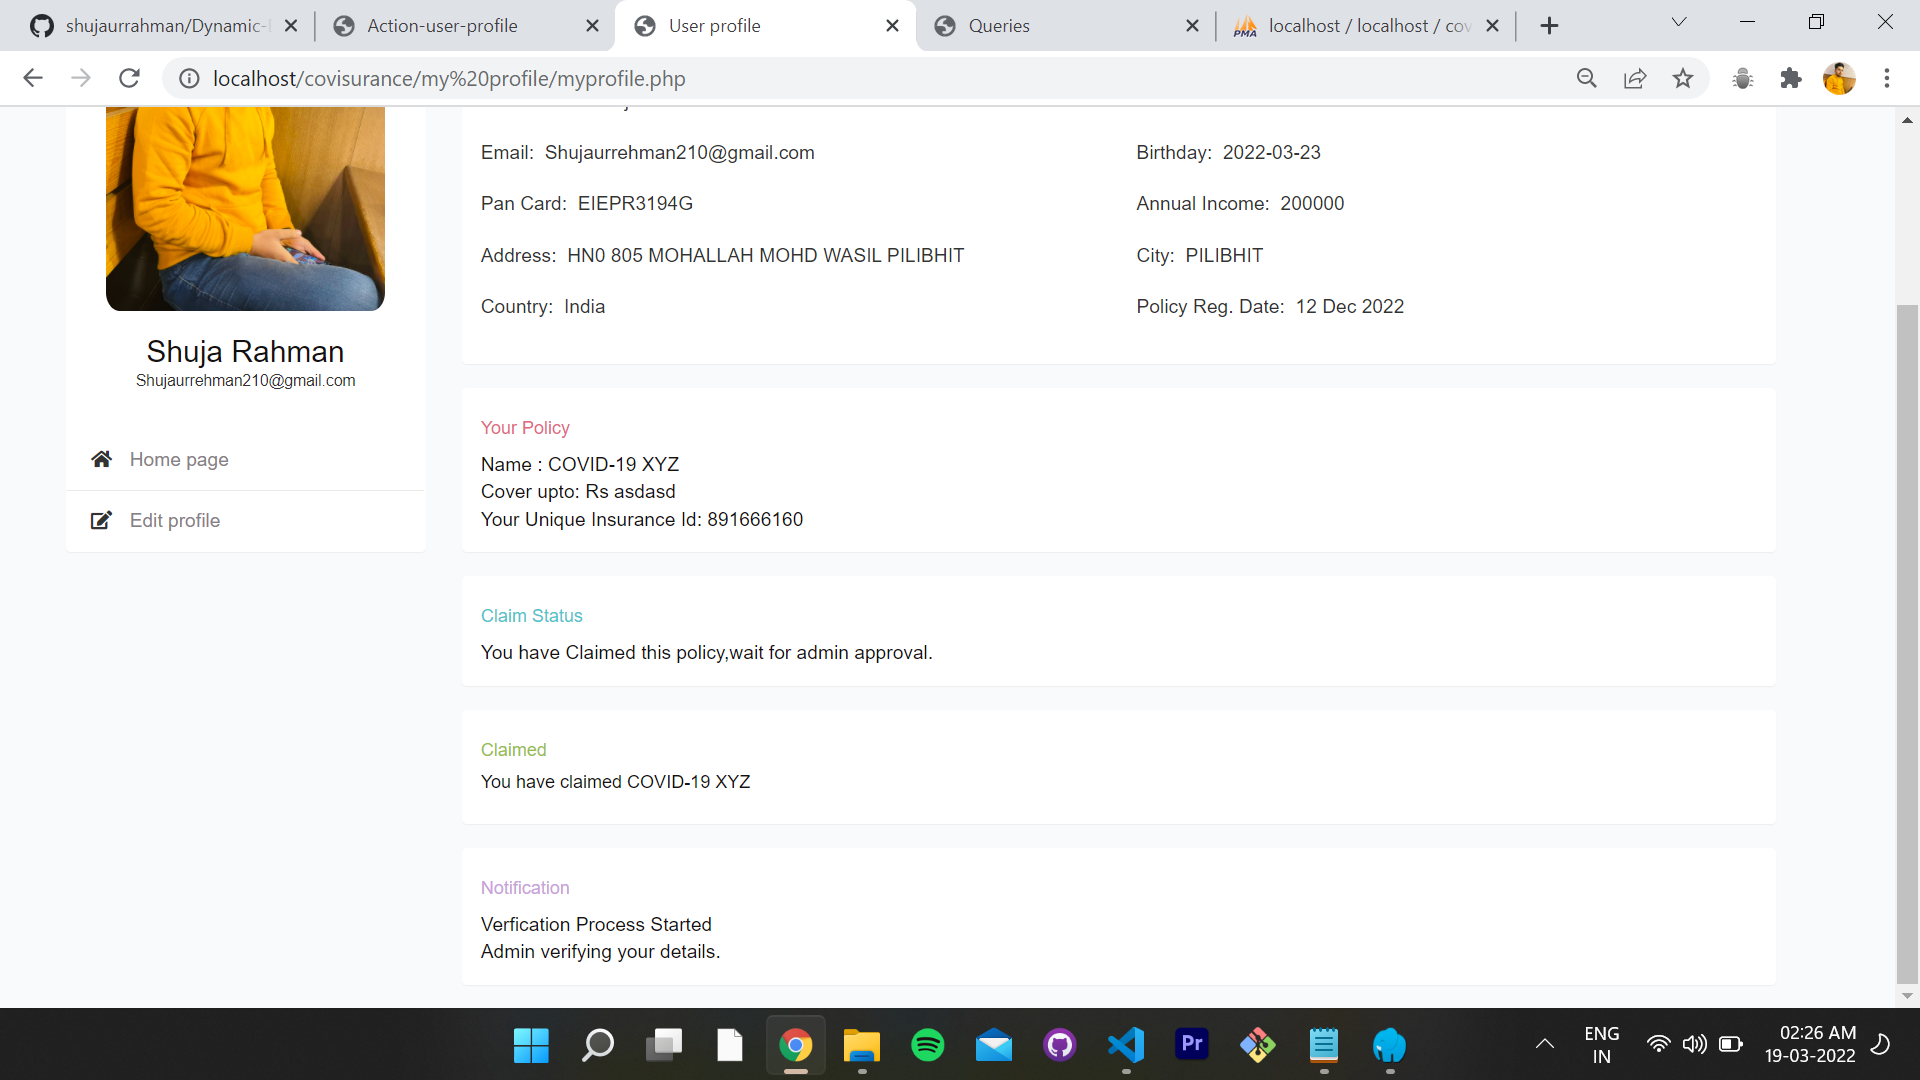 shujaurrahman/Dynamic-
Action-user-profile
User profile
Queries
PMA
localhost / localhost / cov
localhost/covisurance/my%20profile/myprofile.php
Email: Shujaurrehman210@gmail.com
Birthday: 2022-03-23
Pan Card: EIEPR3194G
Annual Income: 200000
Address: HN0 805 MOHALLAH MOHD WASIL PILIBHIT
City: PILIBHIT
Country: India
Policy Reg. Date: 12 Dec 2022
Shuja Rahman
Shujaurrehman210@gmail.com
Home page
Edit profile
Your Policy
Name : COVID-19 XYZ
Cover upto: Rs asdasd
Your Unique Insurance Id: 891666160
Claim Status
You have Claimed this policy,wait for admin approval.
Claimed
You have claimed COVID-19 XYZ
Notification
Verfication Process Started
Admin verifying your details.
Pr
ENG
IN
02:26 AM
19-03-2022